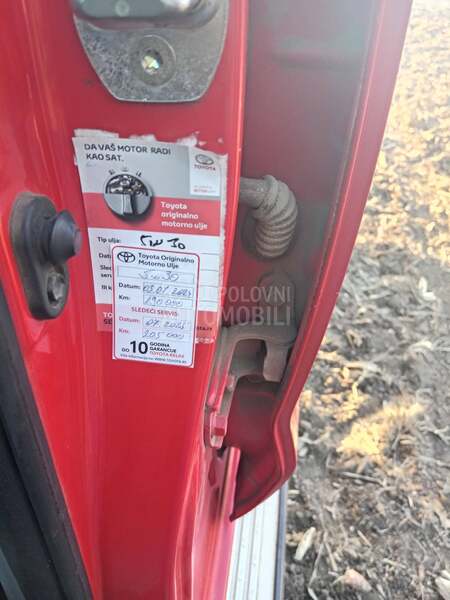 DA VAŠ MOTOR RADI
KAO SAT.
TOYOTA
Toyota
originalno
motorno ulje
Tip ulja: 5w30
Toyota Originalno
Motorno Ulje
5w30
Datum:
Km: 190 000
SLEDEĆI SERVIS:
Datum:
Km: 205 000
DO 10 GODINA
GARANCIJE
TOYOTA RELAX
POLOVNI
AUTOMOBILI